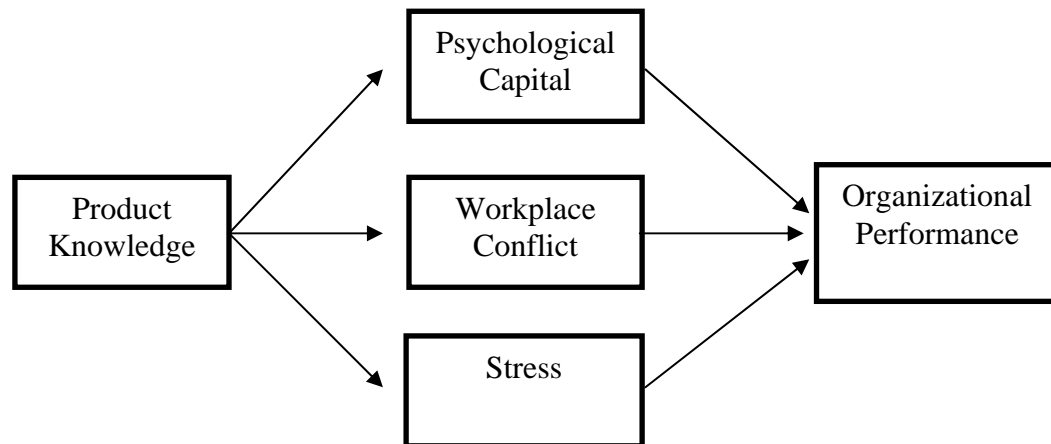 Psychological
Capital
Product
Knowledge
Workplace
Conflict
Organizational
Performance
Stress